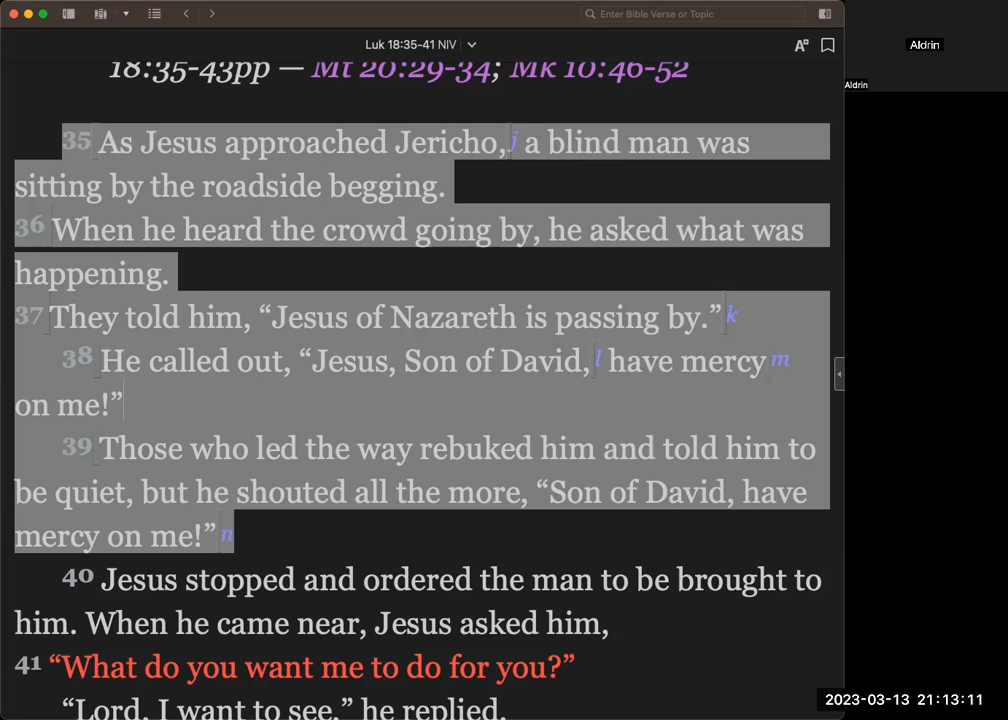 Enter Bible Verse or Topic
Luk 18:35-41 NIV
18:35-43pp — Mt 20:29-34; Mk 10:46-52
35 As Jesus approached Jericho,j a blind man was
sitting by the roadside begging.
36 When he heard the crowd going by, he asked what was
happening.
37 They told him, “Jesus of Nazareth is passing by.”k
38 He called out, “Jesus, Son of David,l have mercy m
on me!”
39 Those who led the way rebuked him and told him to
be quiet, but he shouted all the more, “Son of David, have
mercy on me!” n
40 Jesus stopped and ordered the man to be brought to
him. When he came near, Jesus asked him,
41 “What do you want me to do for you?”
“Lord, I want to see,” he replied.
Aldrin
Aldrin
2023-03-13 21:13:11